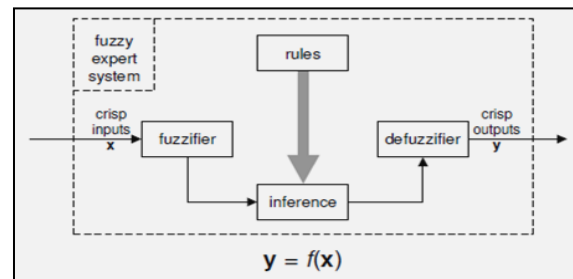 fuzzy
expert
system
rules
crisp
inputs
x
fuzzifier
defuzzifier
crisp
outputs
y
inference
y = f(x)